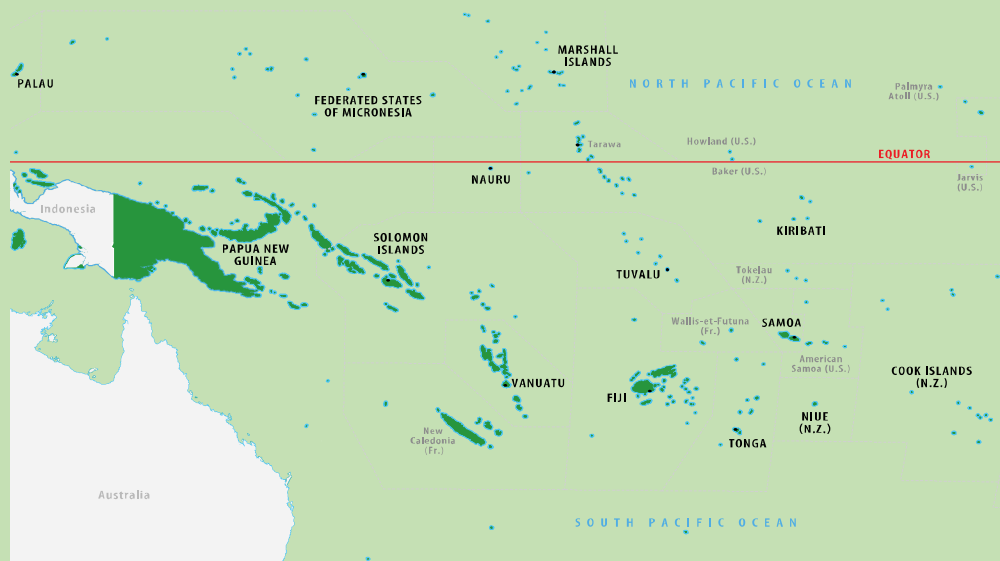 MARSHALL
ISLANDS
PALAU
NORTH PACIFIC OCEAN
Palmyra
Atoll (U.S.)
FEDERATED STATES
OF MICRONESIA
Tarawa
Howland (U.S.)
EQUATOR
Baker (U.S.)
NAURU
Jarvis
(U.S.)
Indonesia
KIRIBATI
SOLOMON
ISLANDS
PAPUA NEW
GUINEA
TUVALU
Tokelau
(N.Z.)
Wallis-et-Futuna
(Fr.)
SAMOA
American
Samoa (U.S.)
COOK ISLANDS
(N.Z.)
VANUATU
FIJI
NIUE
(N.Z.)
New
Caledonia
(Fr.)
TONGA
Australia
SOUTH PACIFIC OCEAN